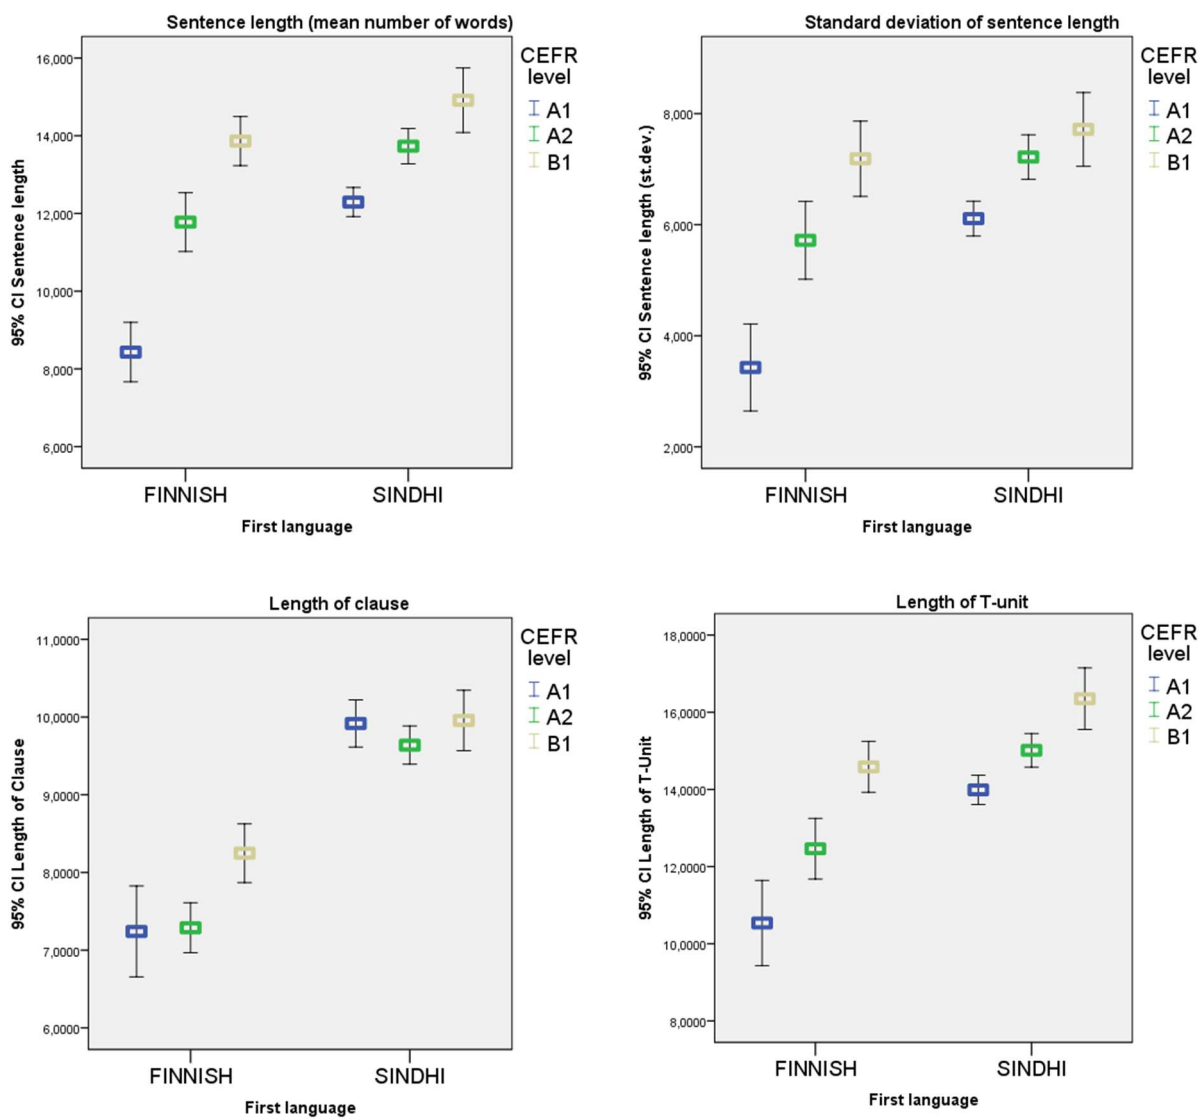 Sentence length (mean number of words)
95% CI Sentence length
16,000
14,000
12,000
10,000
8,000
6,000
FINNISH
SINDHI
First language
CEFR
level
A1
A2
B1
Standard deviation of sentence length
95% CI Sentence length (st.dev.)
8,000
6,000
4,000
2,000
FINNISH
SINDHI
First language
CEFR
level
A1
A2
B1
Length of clause
95% CI Length of Clause
11,0000
10,0000
9,0000
8,0000
7,0000
6,0000
FINNISH
SINDHI
First language
CEFR
level
A1
A2
B1
Length of T-unit
95% CI Length of T-Unit
18,0000
16,0000
14,0000
12,0000
10,0000
8,0000
FINNISH
SINDHI
First language
CEFR
level
A1
A2
B1